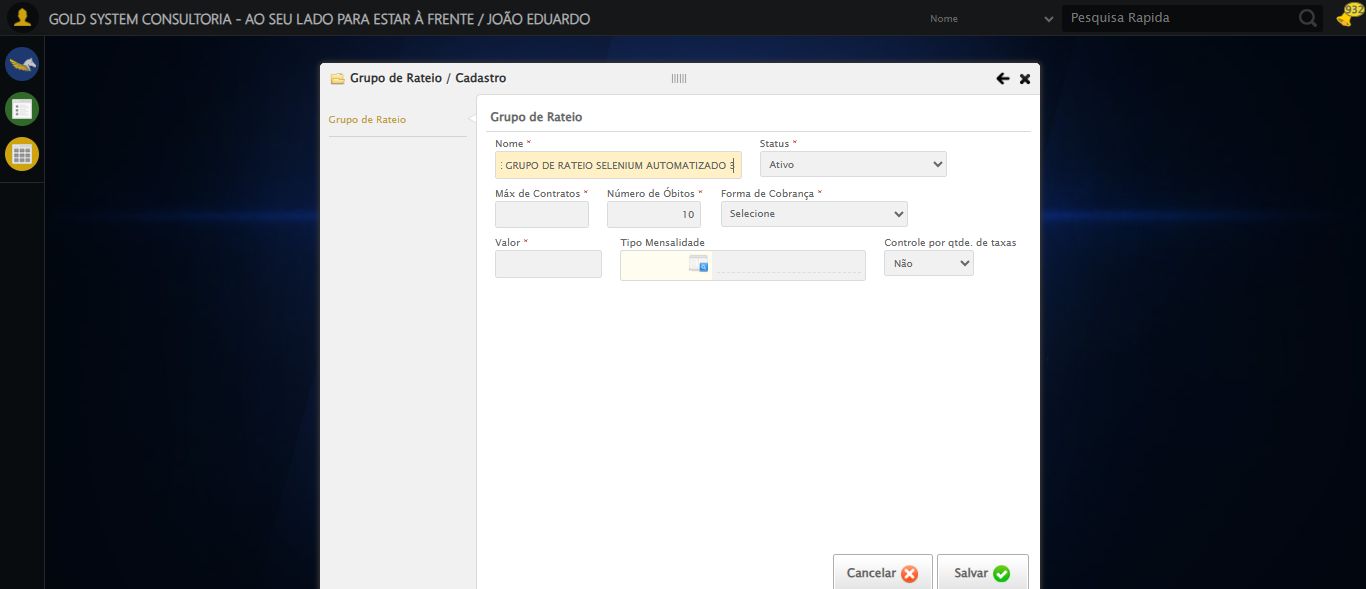 GOLD SYSTEM CONSULTORIA - AO SEU LADO PARA ESTAR À FRENTE / JOÃO EDUARDO
Nome
Pesquisa Rapida
932
Grupo de Rateio / Cadastro
Grupo de Rateio
Grupo de Rateio
Nome *
Status *
: GRUPO DE RATEIO SELENIUM AUTOMATIZADO 3
Ativo
Máx de Contratos *
Número de Óbitos *
Forma de Cobrança *
10
Selecione
Valor *
Tipo Mensalidade
Controle por qtde. de taxas
Não
Cancelar
Salvar